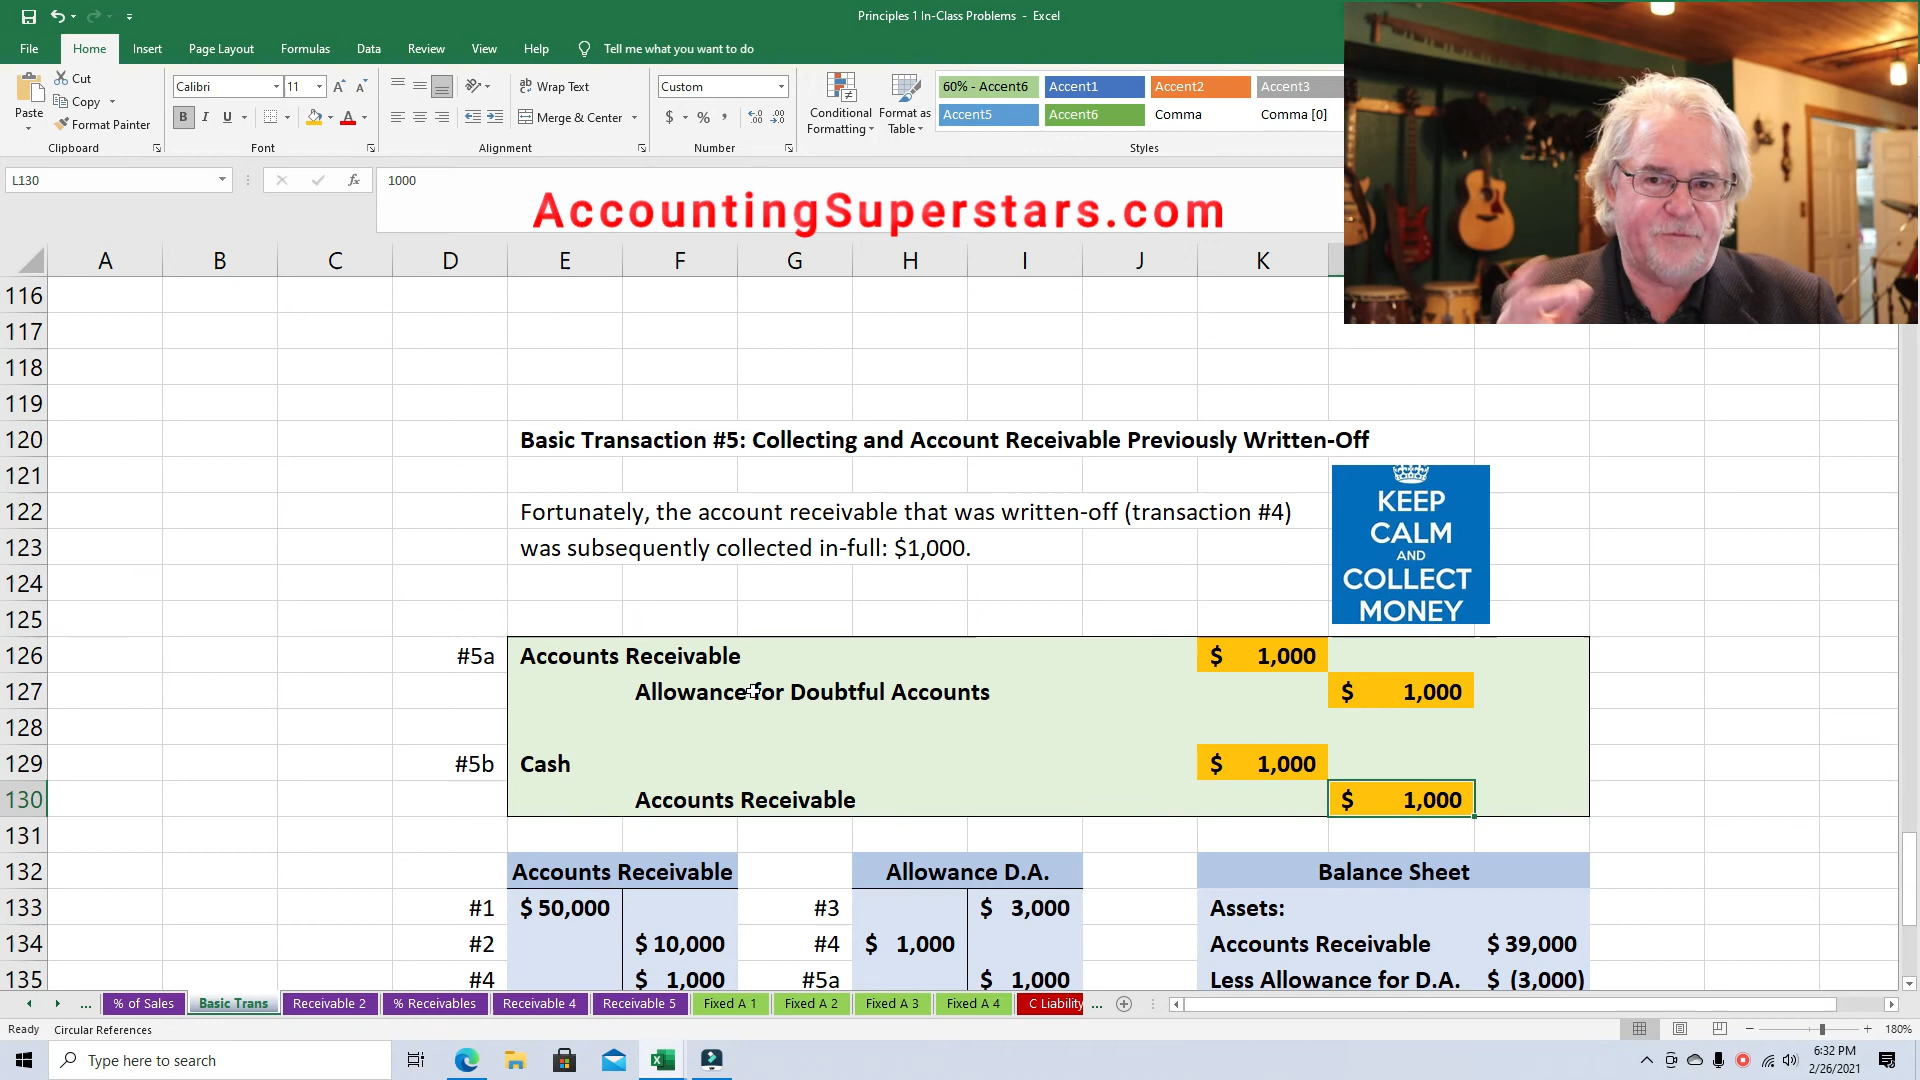 Principles 1 In-Class Problems - Excel
File Home Insert Page Layout Formulas Data Review View Help Tell me what you want to do
Paste
Cut
Copy
Format Painter
Clipboard
Calibri 11 A A
B I U A
Font
ab Wrap Text
Merge & Center
Alignment
Custom
$ % , .00 .00
Number
Conditional Formatting
Format as Table
60% - Accent6 Accent1 Accent2 Accent3
Accent5 Accent6 Comma Comma [0]
Styles
L130 fx 1000
AccountingSuperstars.com
A B C D E F G H I J K
116
117
118
119
120 Basic Transaction #5: Collecting and Account Receivable Previously Written-Off
121
122 Fortunately, the account receivable that was written-off (transaction #4)
123 was subsequently collected in-full: $1,000.
124
125
KEEP
CALM
AND
COLLECT
MONEY
126 #5a Accounts Receivable $ 1,000
127 Allowance for Doubtful Accounts $ 1,000
128
129 #5b Cash $ 1,000
130 Accounts Receivable $ 1,000
131
132 Accounts Receivable Allowance D.A. Balance Sheet
133 #1 $ 50,000 #3 $ 3,000 Assets:
134 #2 $ 10,000 #4 $ 1,000 Accounts Receivable $ 39,000
135 #4 $ 1,000 #5a $ 1,000 Less Allowance for D.A. $ (3,000)
... % of Sales Basic Trans Receivable 2 % Receivables Receivable 4 Receivable 5 Fixed A 1 Fixed A 2 Fixed A 3 Fixed A 4 C Liability ...
Ready Circular References 180%
Type here to search
6:32 PM
2/26/2021